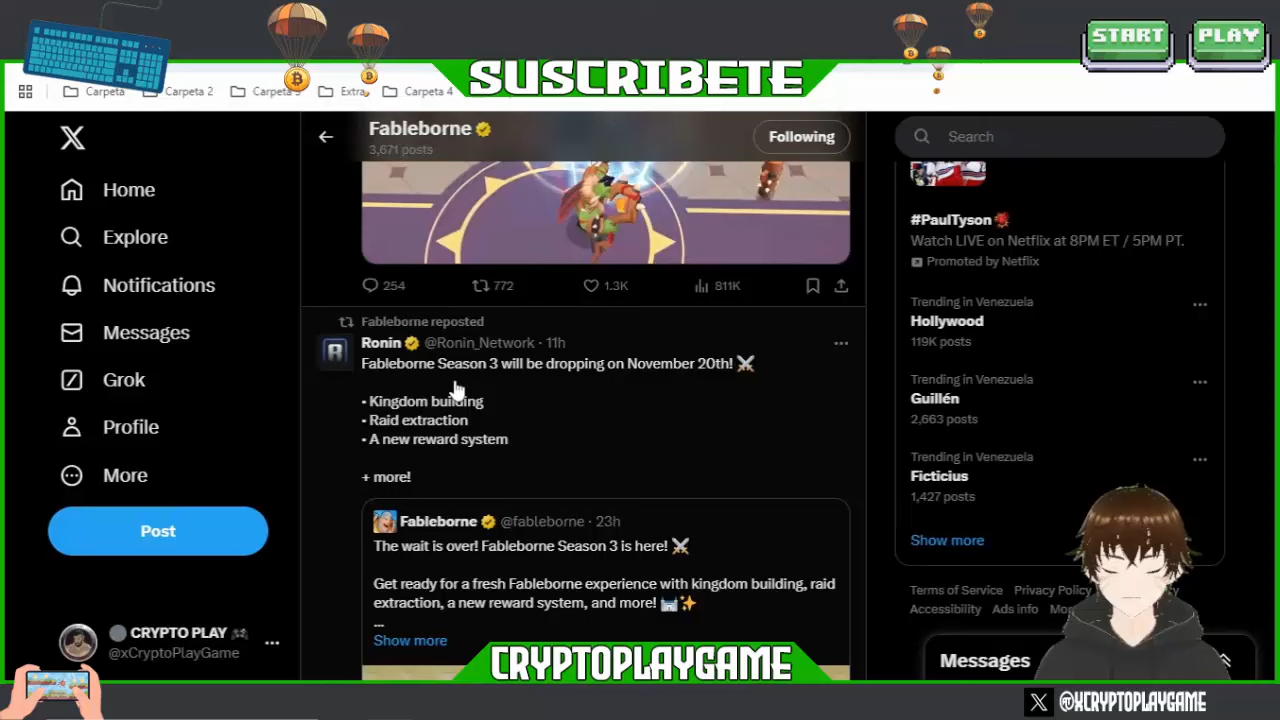 START
PLAY
SUSCRIBETE
Carpeta
Carpeta 2
Carpeta 3
Extra
Carpeta 4
Fableborne
3,671 posts
Following
Search
Home
Explore
Notifications
Messages
Grok
Profile
More
Post
CRYPTO PLAY
@xCryptoPlayGame
254
772
1.3K
811K
Fableborne reposted
Ronin @Ronin_Network · 11h
Fableborne Season 3 will be dropping on November 20th! ⚔️
• Kingdom building
• Raid extraction
• A new reward system
+ more!
Fableborne @fableborne · 23h
The wait is over! Fableborne Season 3 is here! ⚔️
Get ready for a fresh Fableborne experience with kingdom building, raid
extraction, a new reward system, and more! 🏰✨
...
Show more
#PaulTyson
Watch LIVE on Netflix at 8PM ET / 5PM PT.
Promoted by Netflix
Trending in Venezuela
Hollywood
119K posts
Trending in Venezuela
Guillén
2,663 posts
Trending in Venezuela
Ficticius
1,427 posts
Show more
Terms of Service Privacy Policy
Accessibility Ads info
Messages
CRYPTOPLAYGAME
@XCRYPTOPLAYGAME